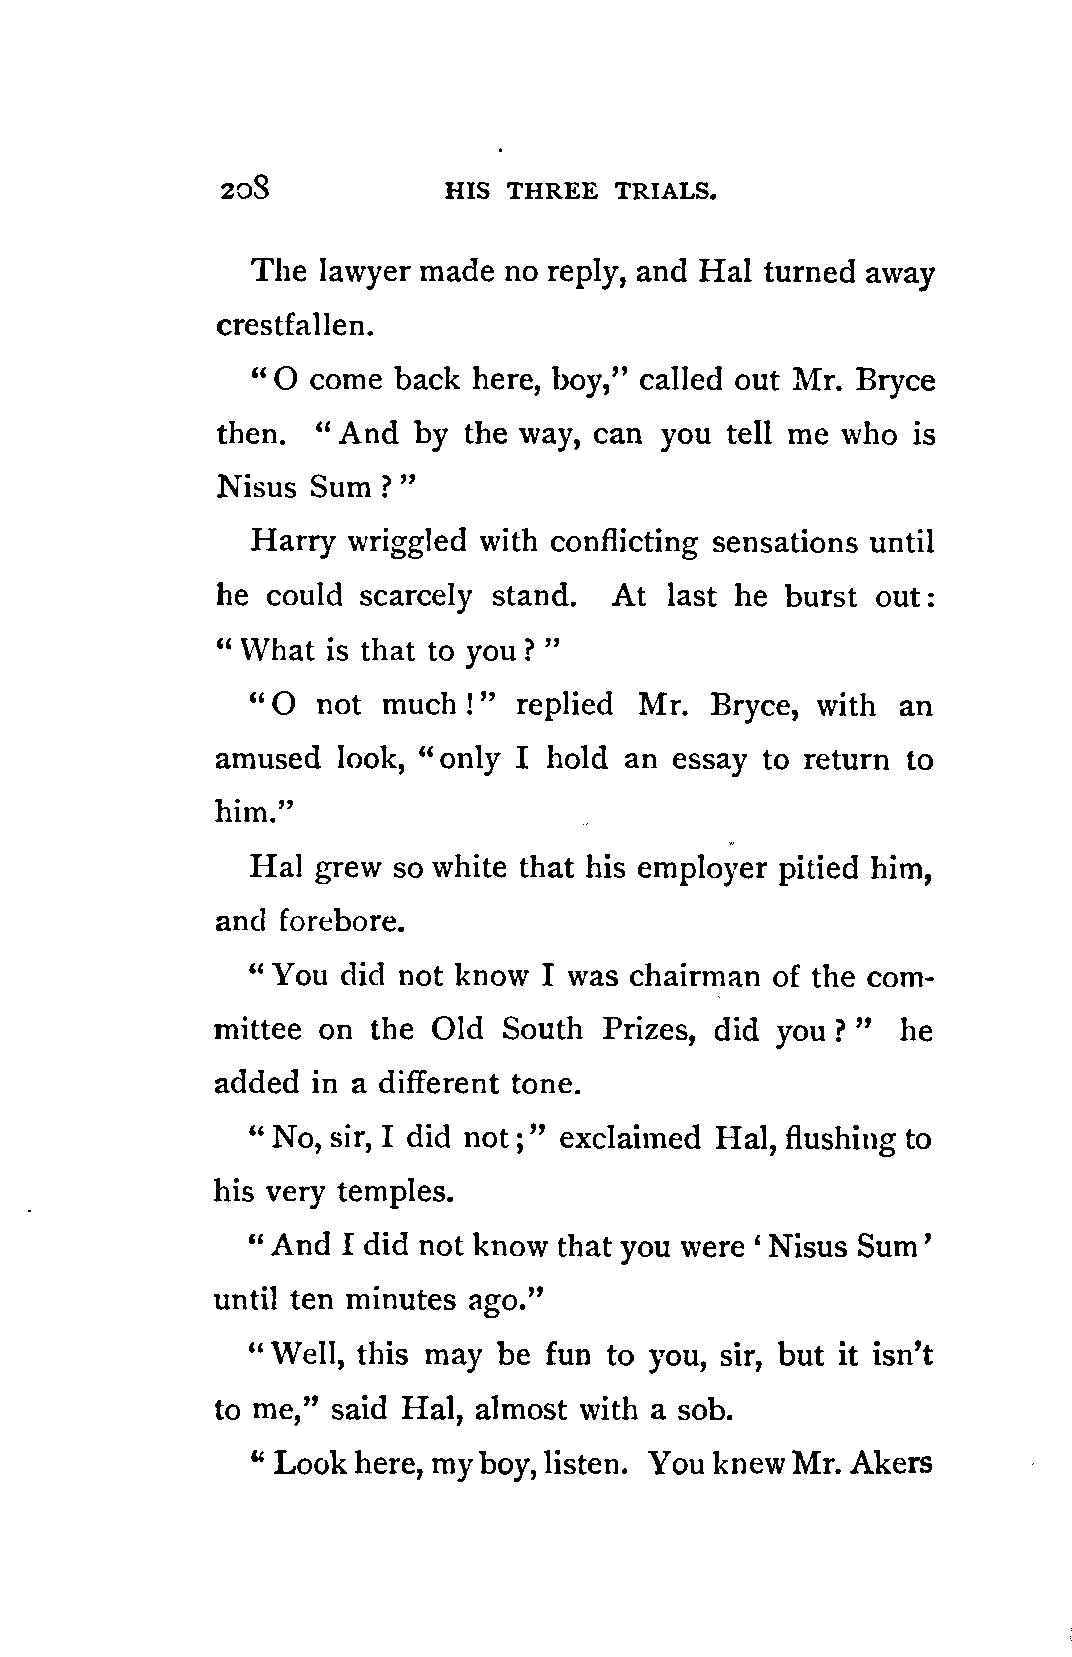 208 HIS THREE TRIALS.
The lawyer made no reply, and Hal turned away
crestfallen.
“O come back here, boy,” called out Mr. Bryce
then. “And by the way, can you tell me who is
Nisus Sum?”
Harry wriggled with conflicting sensations until
he could scarcely stand. At last he burst out:
“What is that to you?”
“O not much!” replied Mr. Bryce, with an
amused look, “only I hold an essay to return to
him.”
Hal grew so white that his employer pitied him,
and forebore.
“You did not know I was chairman of the com-
mittee on the Old South Prizes, did you?” he
added in a different tone.
“No, sir, I did not;” exclaimed Hal, flushing to
his very temples.
“And I did not know that you were ‘Nisus Sum’
until ten minutes ago.”
“Well, this may be fun to you, sir, but it isn’t
to me,” said Hal, almost with a sob.
“Look here, my boy, listen. You knew Mr. Akers